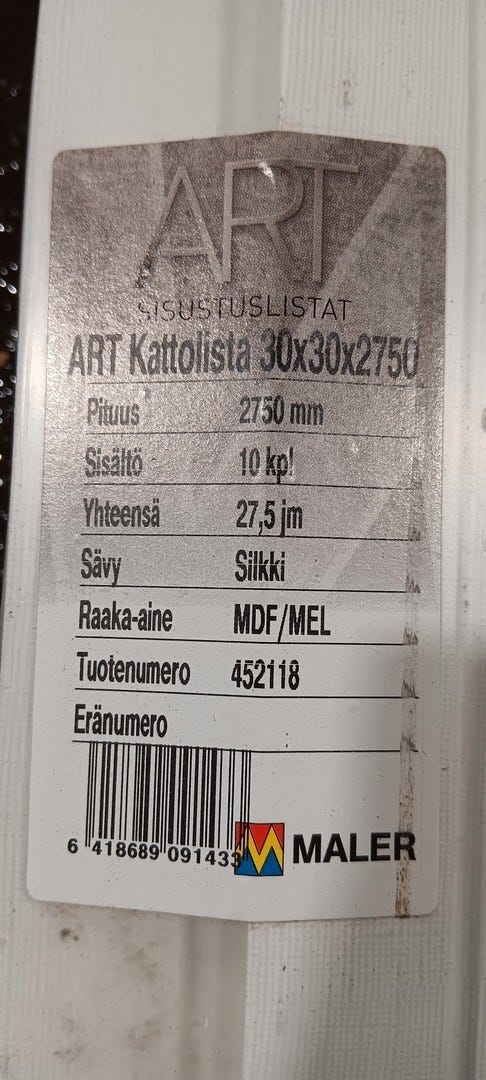 ART
SISUSTUSLISTAT
ART Kattolista 30x30x2750
Pituus 2750 mm
Sisältö 10 kpl
Yhteensä 27,5 jm
Sävy Silkki
Raaka-aine MDF/MEL
Tuotenumero 452118
Eränumero
6 418689 091433
MALER